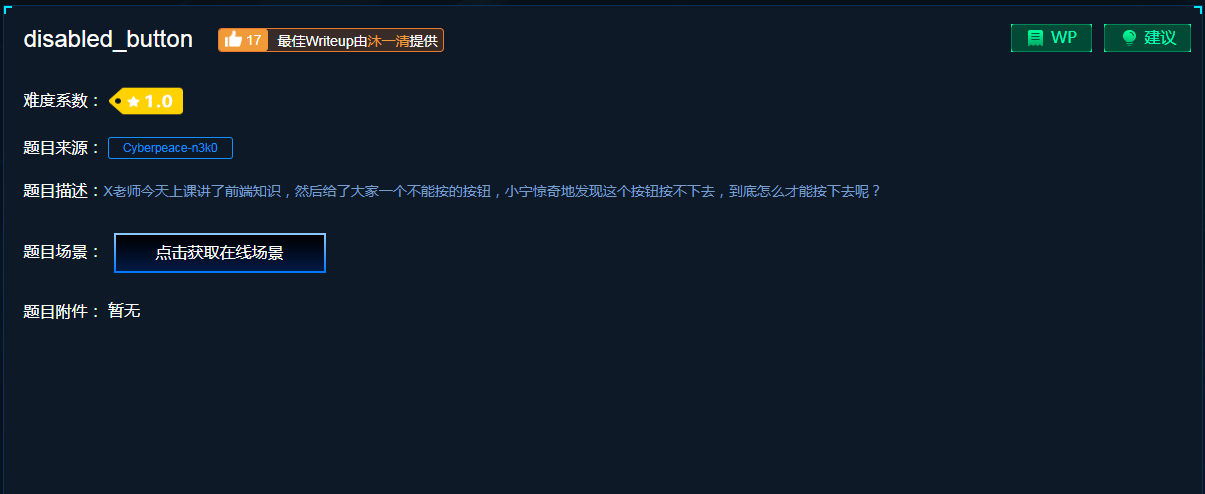 disabled_button 17 最佳Writeup由沐一清提供 WP 建议
难度系数： 1.0
题目来源： Cyberpeace-n3k0
题目描述：X老师今天上课讲了前端知识，然后给了大家一个不能按的按钮，小宁惊奇地发现这个按钮按不下去，到底怎么才能按下去呢？
题目场景： 点击获取在线场景
题目附件： 暂无